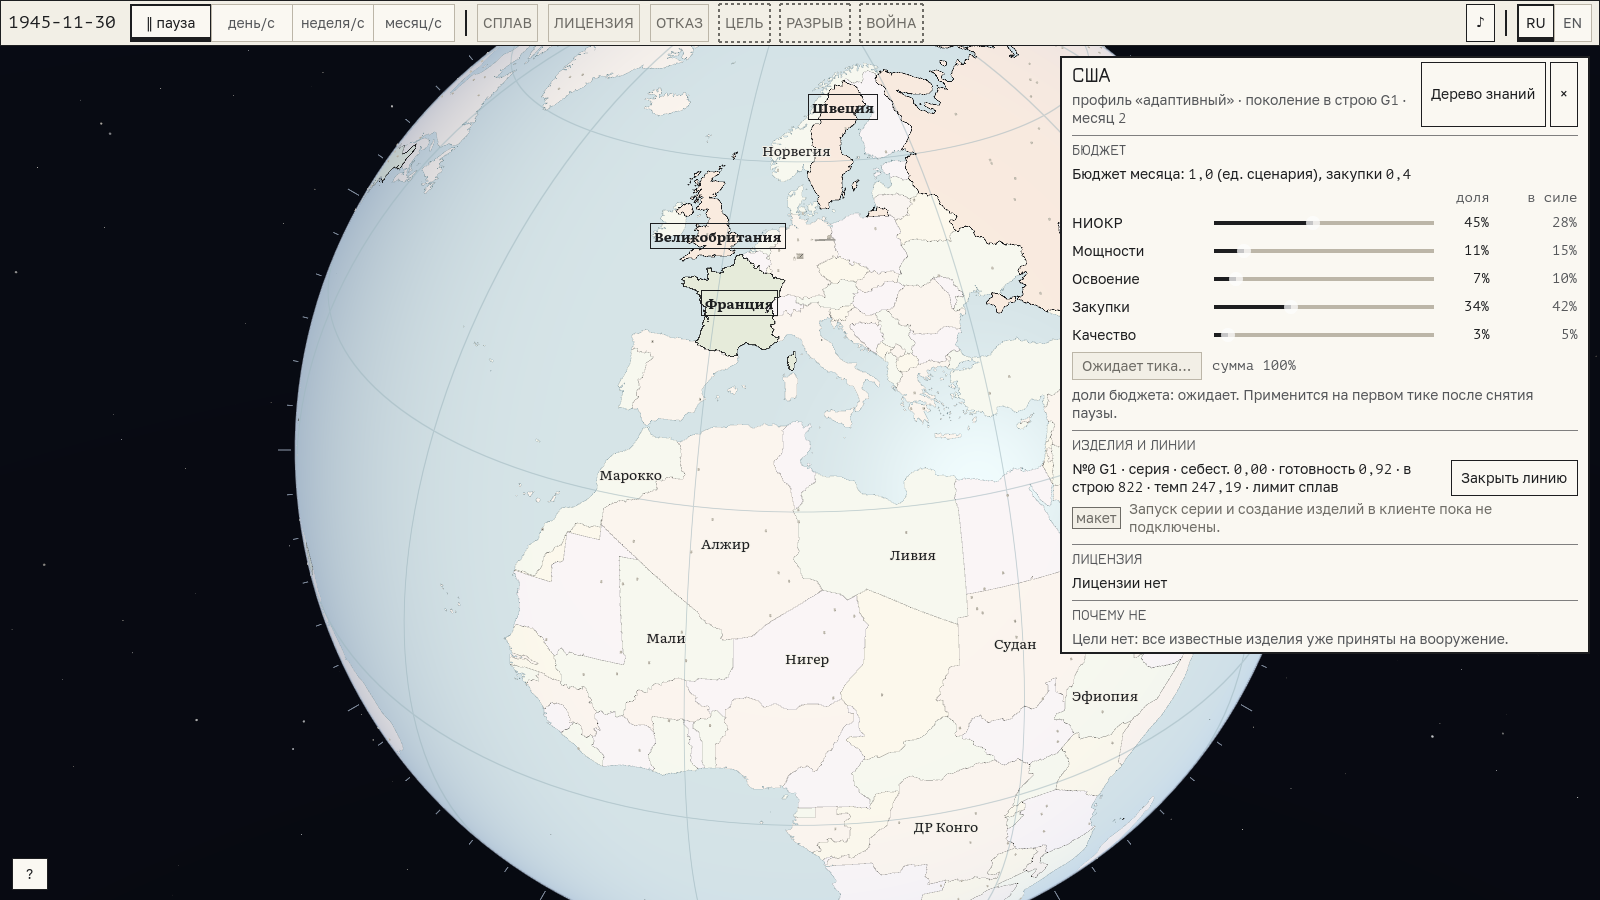 1945-11-30 ‖ пауза день/с неделя/с месяц/с СПЛАВ ЛИЦЕНЗИЯ ОТКАЗ ЦЕЛЬ РАЗРЫВ ВОЙНА ♪ RU EN
США
Дерево знаний ×
профиль «адаптивный» · поколение в строю G1 ·
месяц 2
БЮДЖЕТ
Бюджет месяца: 1,0 (ед. сценария), закупки 0,4
доля в силе
НИОКР 45% 28%
Мощности 11% 15%
Освоение 7% 10%
Закупки 34% 42%
Качество 3% 5%
Ожидает тика... сумма 100%
доли бюджета: ожидает. Применится на первом тике после снятия
паузы.
ИЗДЕЛИЯ И ЛИНИИ
№0 G1 · серия · себест. 0,00 · готовность 0,92 · в
строю 822 · темп 247,19 · лимит сплав
Закрыть линию
макет Запуск серии и создание изделий в клиенте пока не
подключены.
ЛИЦЕНЗИЯ
Лицензии нет
ПОЧЕМУ НЕ
Цели нет: все известные изделия уже приняты на вооружение.
Швеция
Норвегия
Великобритания
Франция
Марокко
Алжир
Ливия
Мали
Нигер
Судан
Эфиопия
ДР Конго
?